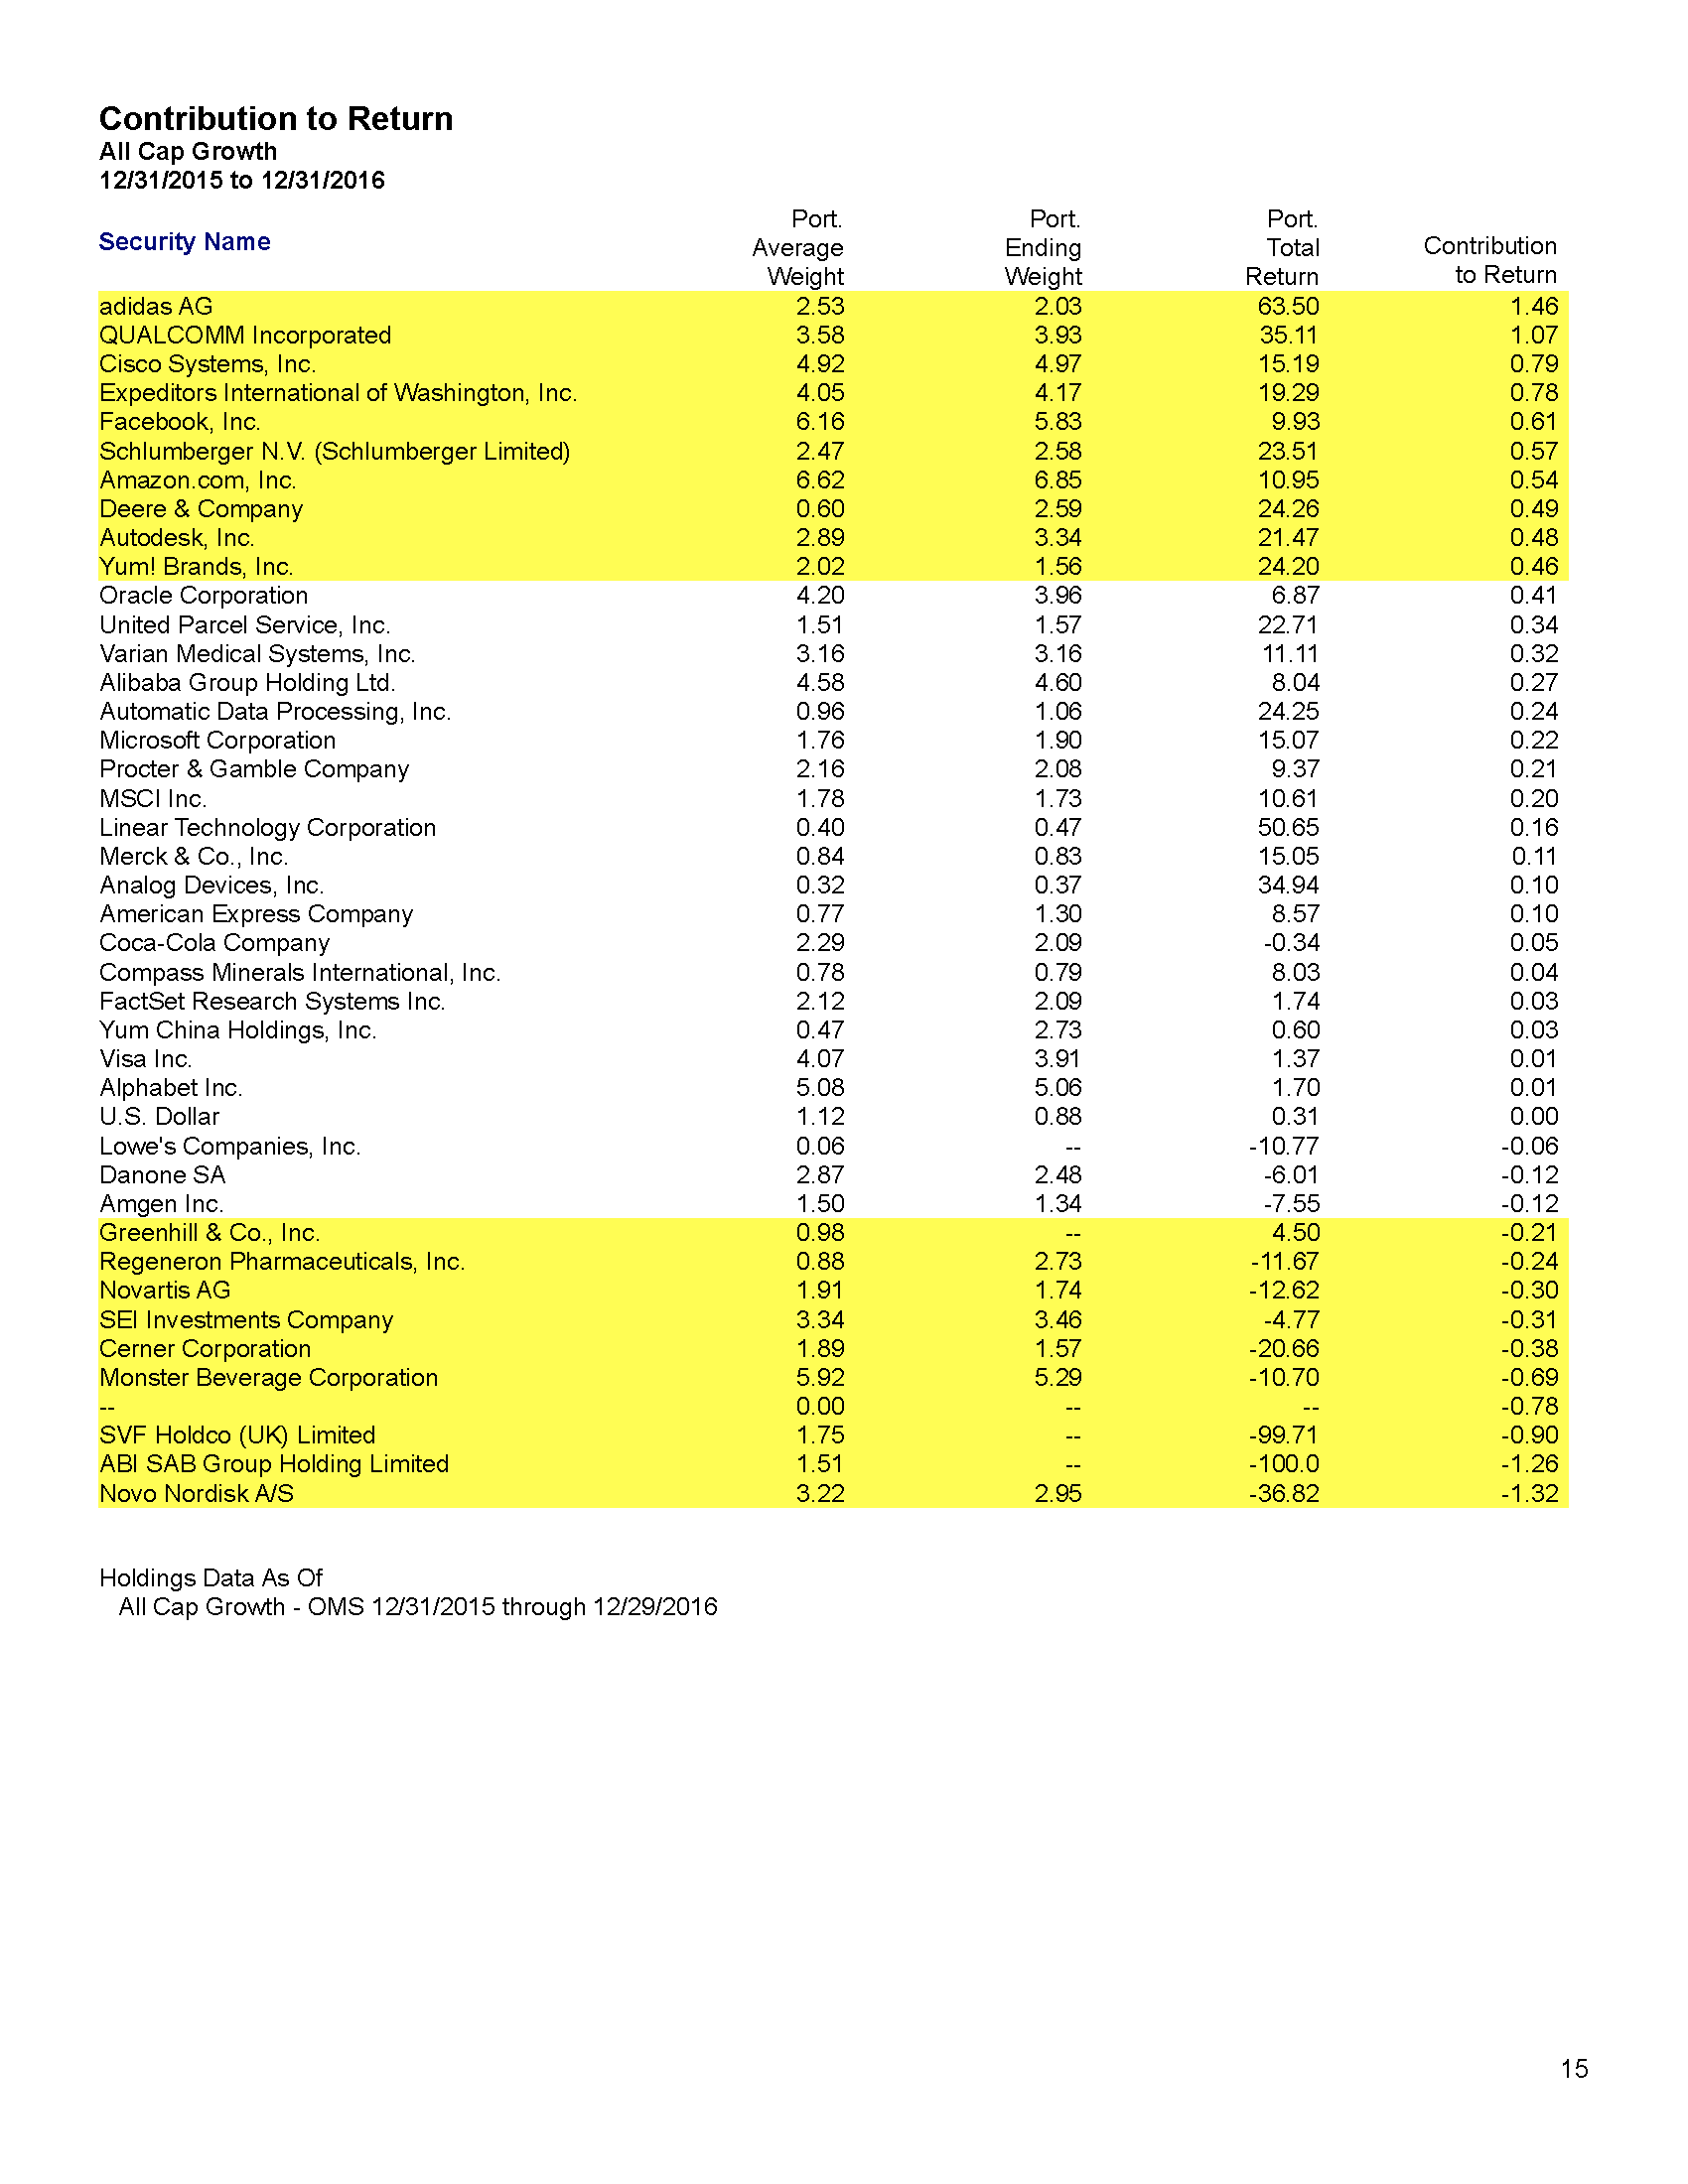 Contribution to Return
All Cap Growth
12/31/2015 to 12/31/2016
Security Name
Port. Average Weight
Port. Ending Weight
Port. Total Return
Contribution to Return
adidas AG 2.53 2.03 63.50 1.46
QUALCOMM Incorporated 3.58 3.93 35.11 1.07
Cisco Systems, Inc. 4.92 4.97 15.19 0.79
Expeditors International of Washington, Inc. 4.05 4.17 19.29 0.78
Facebook, Inc. 6.16 5.83 9.93 0.61
Schlumberger N.V. (Schlumberger Limited) 2.47 2.58 23.51 0.57
Amazon.com, Inc. 6.62 6.85 10.95 0.54
Deere & Company 0.60 2.59 24.26 0.49
Autodesk, Inc. 2.89 3.34 21.47 0.48
Yum! Brands, Inc. 2.02 1.56 24.20 0.46
Oracle Corporation 4.20 3.96 6.87 0.41
United Parcel Service, Inc. 1.51 1.57 22.71 0.34
Varian Medical Systems, Inc. 3.16 3.16 11.11 0.32
Alibaba Group Holding Ltd. 4.58 4.60 8.04 0.27
Automatic Data Processing, Inc. 0.96 1.06 24.25 0.24
Microsoft Corporation 1.76 1.90 15.07 0.22
Procter & Gamble Company 2.16 2.08 9.37 0.21
MSCI Inc. 1.78 1.73 10.61 0.20
Linear Technology Corporation 0.40 0.47 50.65 0.16
Merck & Co., Inc. 0.84 0.83 15.05 0.11
Analog Devices, Inc. 0.32 0.37 34.94 0.10
American Express Company 0.77 1.30 8.57 0.10
Coca-Cola Company 2.29 2.09 -0.34 0.05
Compass Minerals International, Inc. 0.78 0.79 8.03 0.04
FactSet Research Systems Inc. 2.12 2.09 1.74 0.03
Yum China Holdings, Inc. 0.47 2.73 0.60 0.03
Visa Inc. 4.07 3.91 1.37 0.01
Alphabet Inc. 5.08 5.06 1.70 0.01
U.S. Dollar 1.12 0.88 0.31 0.00
Lowe's Companies, Inc. 0.06 -- -10.77 -0.06
Danone SA 2.87 2.48 -6.01 -0.12
Amgen Inc. 1.50 1.34 -7.55 -0.12
Greenhill & Co., Inc. 0.98 -- 4.50 -0.21
Regeneron Pharmaceuticals, Inc. 0.88 2.73 -11.67 -0.24
Novartis AG 1.91 1.74 -12.62 -0.30
SEI Investments Company 3.34 3.46 -4.77 -0.31
Cerner Corporation 1.89 1.57 -20.66 -0.38
Monster Beverage Corporation 5.92 5.29 -10.70 -0.69
-- 0.00 -- -- -0.78
SVF Holdco (UK) Limited 1.75 -- -99.71 -0.90
ABI SAB Group Holding Limited 1.51 -- -100.0 -1.26
Novo Nordisk A/S 3.22 2.95 -36.82 -1.32
Holdings Data As Of
All Cap Growth - OMS 12/31/2015 through 12/29/2016
15